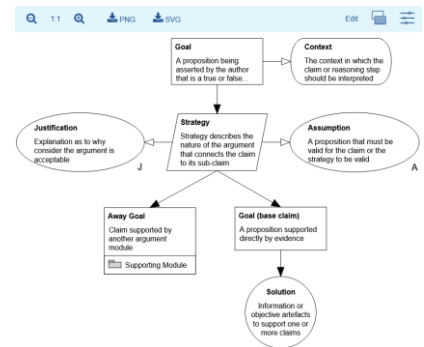 1:1 PNG SVG Edit
Goal
A proposition being
asserted by the author
that is a true or false...
Context
The context in which the
claim or reasoning step
should be interpreted
Justification
Explanation as to why
consider the argument is
acceptable
J
Strategy
Strategy describes the
nature of the argument
that connects the claim
to its sub-claim
Assumption
A proposition that must be
valid for the claim or the
strategy to be valid
A
Away Goal
Claim supported by
another argument
module
Supporting Module
Goal (base claim)
A proposition supported
directly by evidence
Solution
Information or
objective artefacts
to support one or
more claims